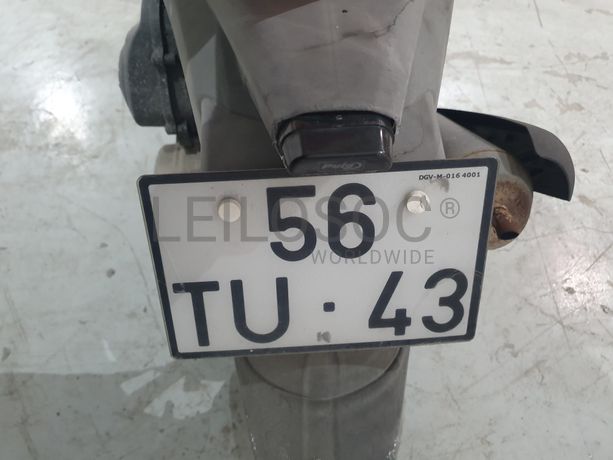 DGV-M-016 4001
56
LEILOSOC®
WORLDWIDE
TU·43